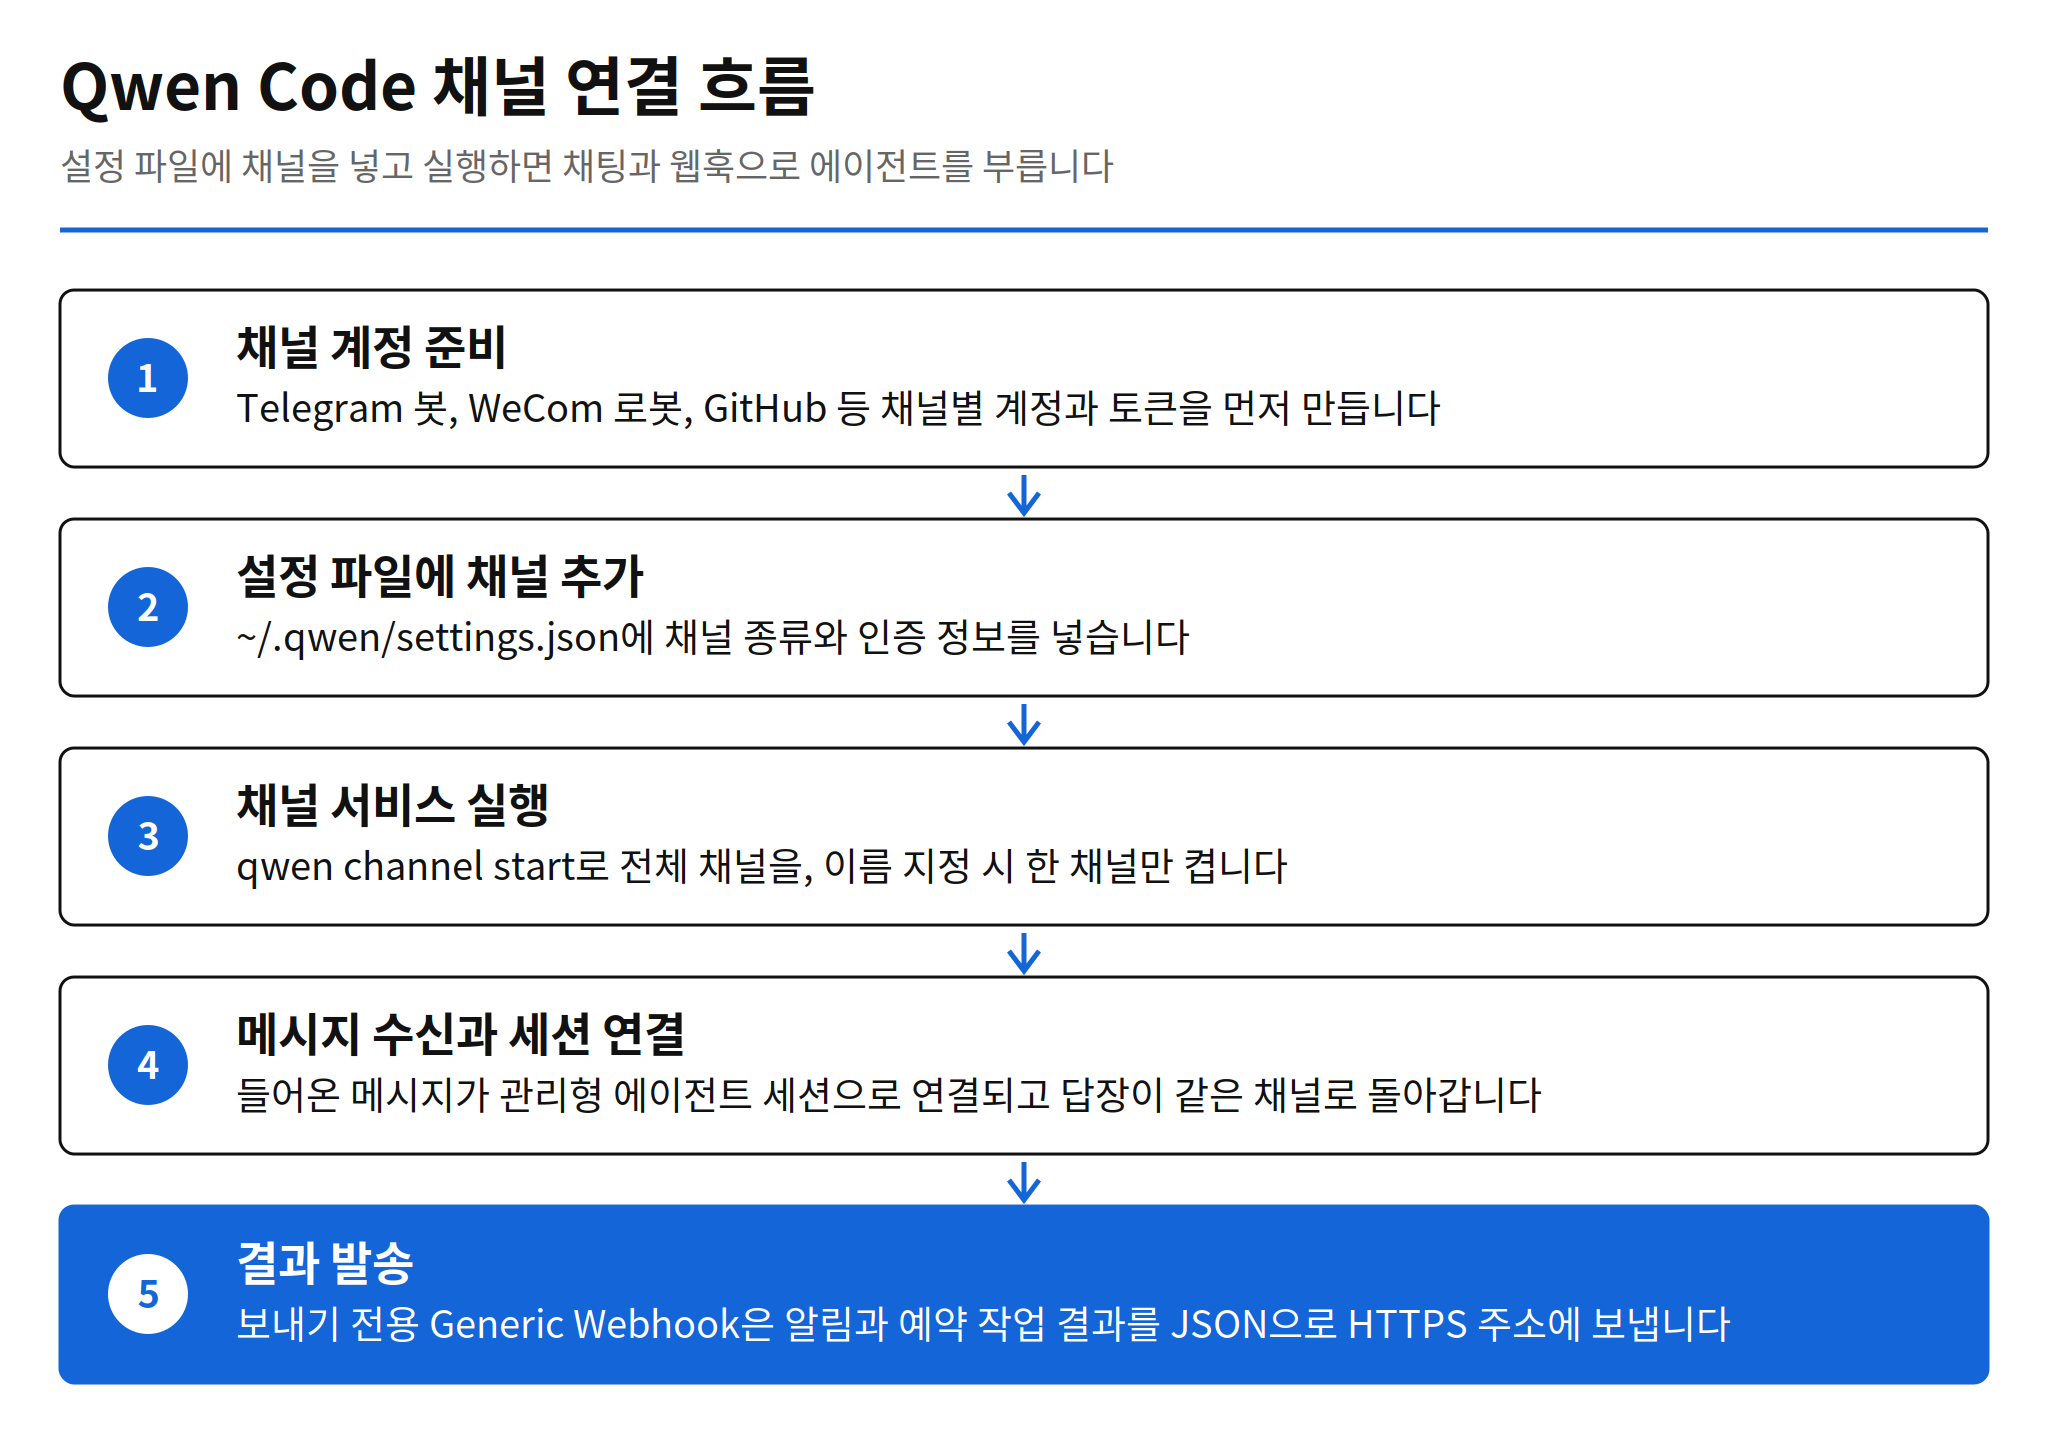 Qwen Code 채널 연결 흐름
설정 파일에 채널을 넣고 실행하면 채팅과 웹훅으로 에이전트를 부릅니다
1
채널 계정 준비
Telegram 봇, WeCom 로봇, GitHub 등 채널별 계정과 토큰을 먼저 만듭니다
2
설정 파일에 채널 추가
~/.qwen/settings.json에 채널 종류와 인증 정보를 넣습니다
3
채널 서비스 실행
qwen channel start로 전체 채널을, 이름 지정 시 한 채널만 켭니다
4
메시지 수신과 세션 연결
들어온 메시지가 관리형 에이전트 세션으로 연결되고 답장이 같은 채널로 돌아갑니다
5
결과 발송
보내기 전용 Generic Webhook은 알림과 예약 작업 결과를 JSON으로 HTTPS 주소에 보냅니다